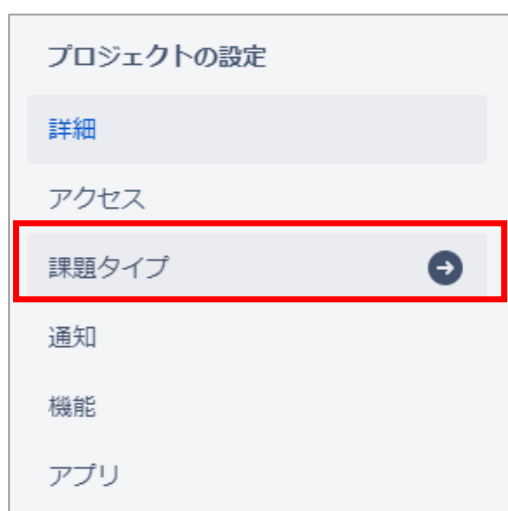 プロジェクトの設定
詳細
アクセス
課題タイプ
通知
機能
アプリ